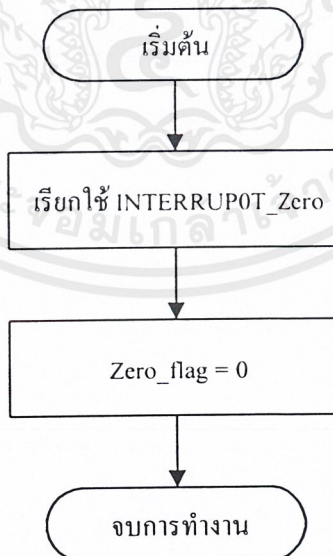 เริ่มต้น
เรียกใช้ INTERRUP0T_Zero
Zero_flag = 0
จบการทำงาน